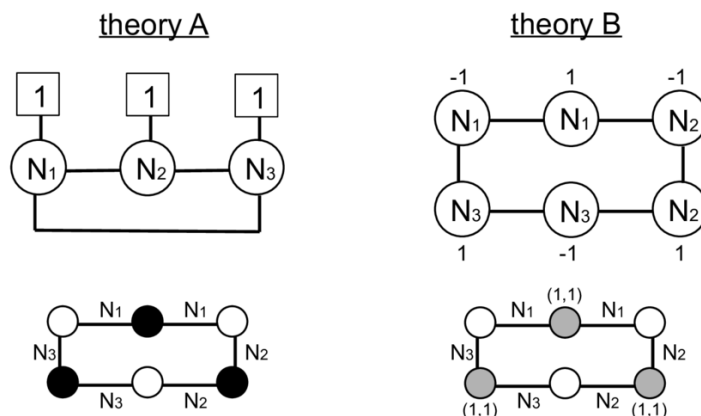 theory A
theory B
1 1 1
N₁ N₂ N₃
-1 1 -1
N₁ N₁ N₂
N₃ N₃ N₂
1 -1 1
N₁ N₁
N₃ N₂
N₃ N₂
(1,1)
N₁ N₁
N₃ N₂
N₃ N₂
(1,1) (1,1)